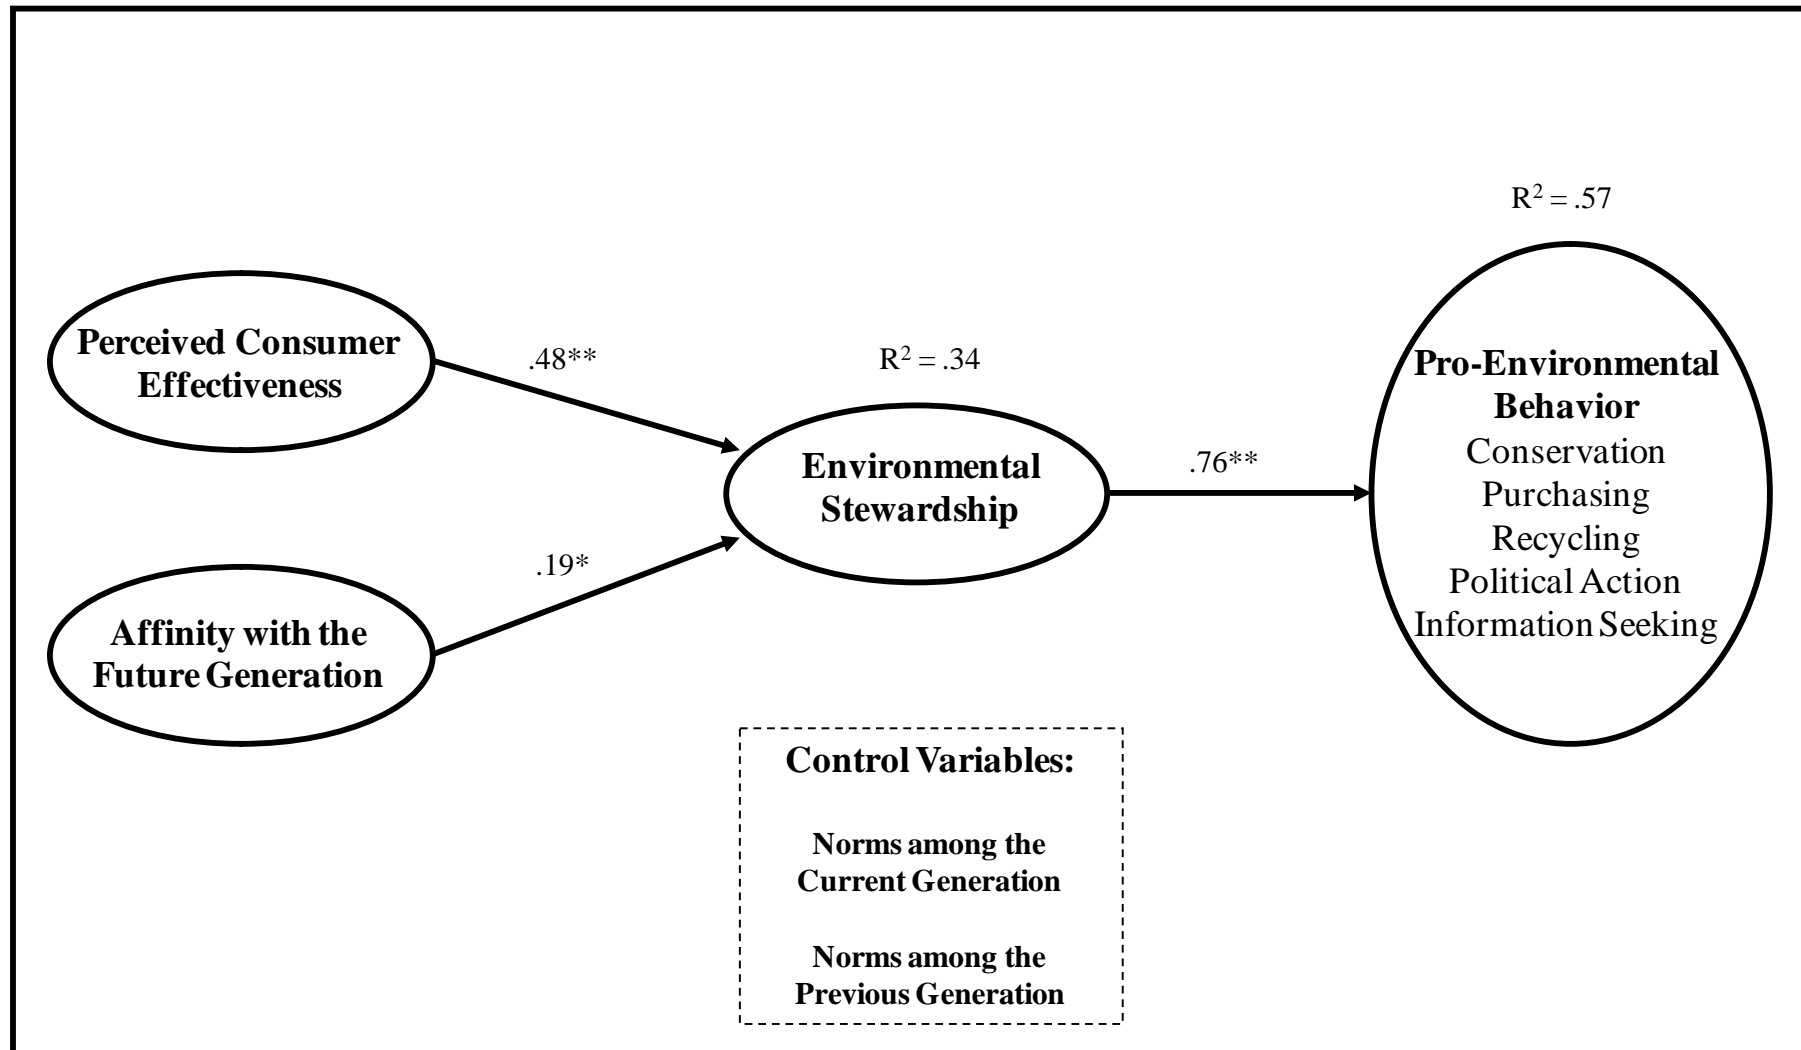 Perceived Consumer
Effectiveness
.48**
Affinity with the
Future Generation
.19*
R² = .34
Environmental
Stewardship
.76**
R² = .57
Pro-Environmental
Behavior
Conservation
Purchasing
Recycling
Political Action
Information Seeking
Control Variables:
Norms among the
Current Generation
Norms among the
Previous Generation